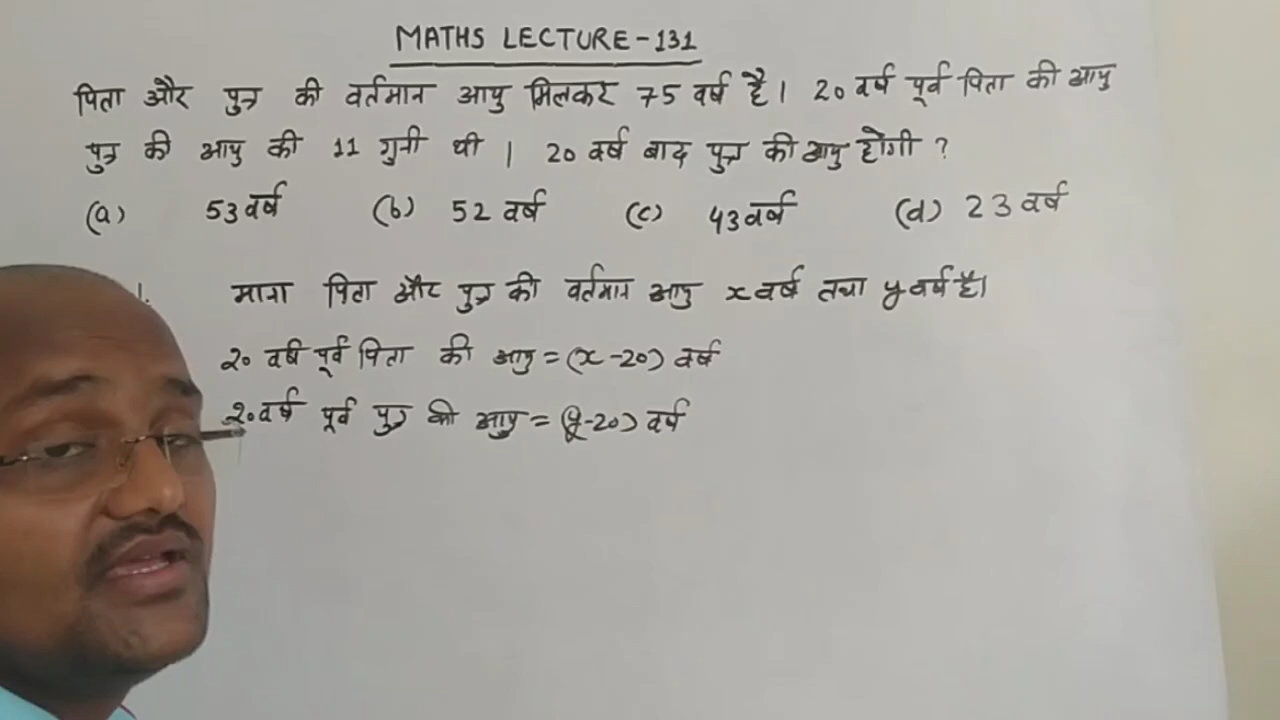 MATHS LECTURE-131
पिता और पुत्र की वर्तमान आयु मिलकर 75 वर्ष है। 20 वर्ष पूर्व पिता की आयु
पुत्र की आयु की 11 गुनी थी। 20 वर्ष बाद पुत्र की आयु होगी ?
(a) 53 वर्ष (b) 52 वर्ष (c) 43 वर्ष (d) 23 वर्ष
माना पिता और पुत्र की वर्तमान आयु x वर्ष तथा y वर्ष है।
20 वर्ष पूर्व पिता की आयु = (x-20) वर्ष
20 वर्ष पूर्व पुत्र की आयु = (y-20) वर्ष